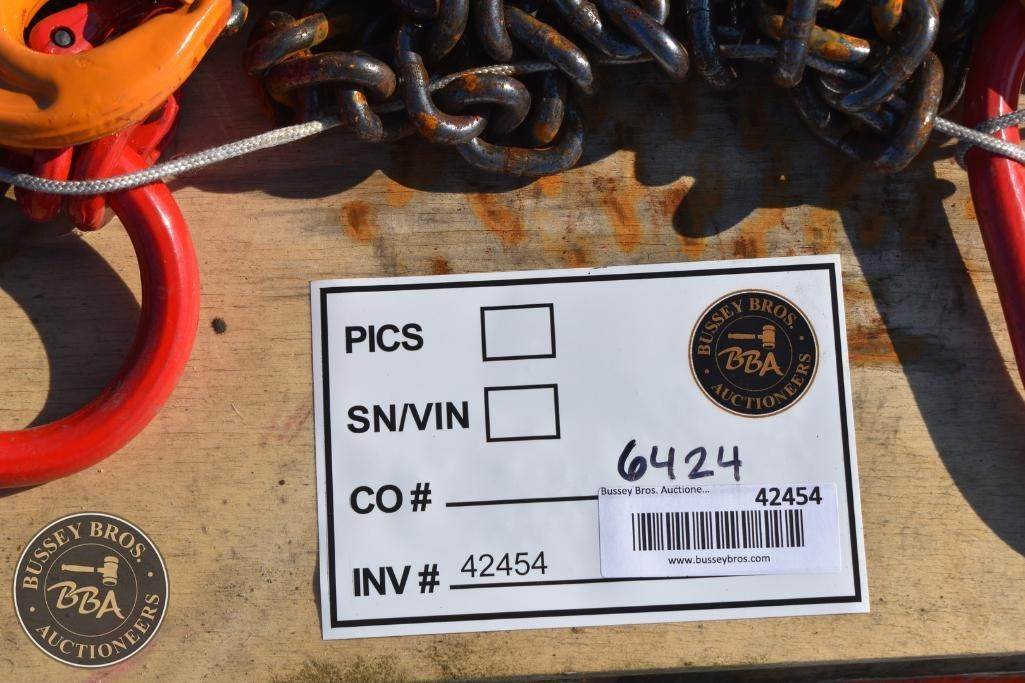 PICS
BUSSEY BROS.
BBA
AUCTIONEERS
SN/VIN
6424
CO #
Bussey Bros. Auctione...
42454
www.busseybros.com
INV # 42454
BUSSEY BROS.
BBA
AUCTIONEERS